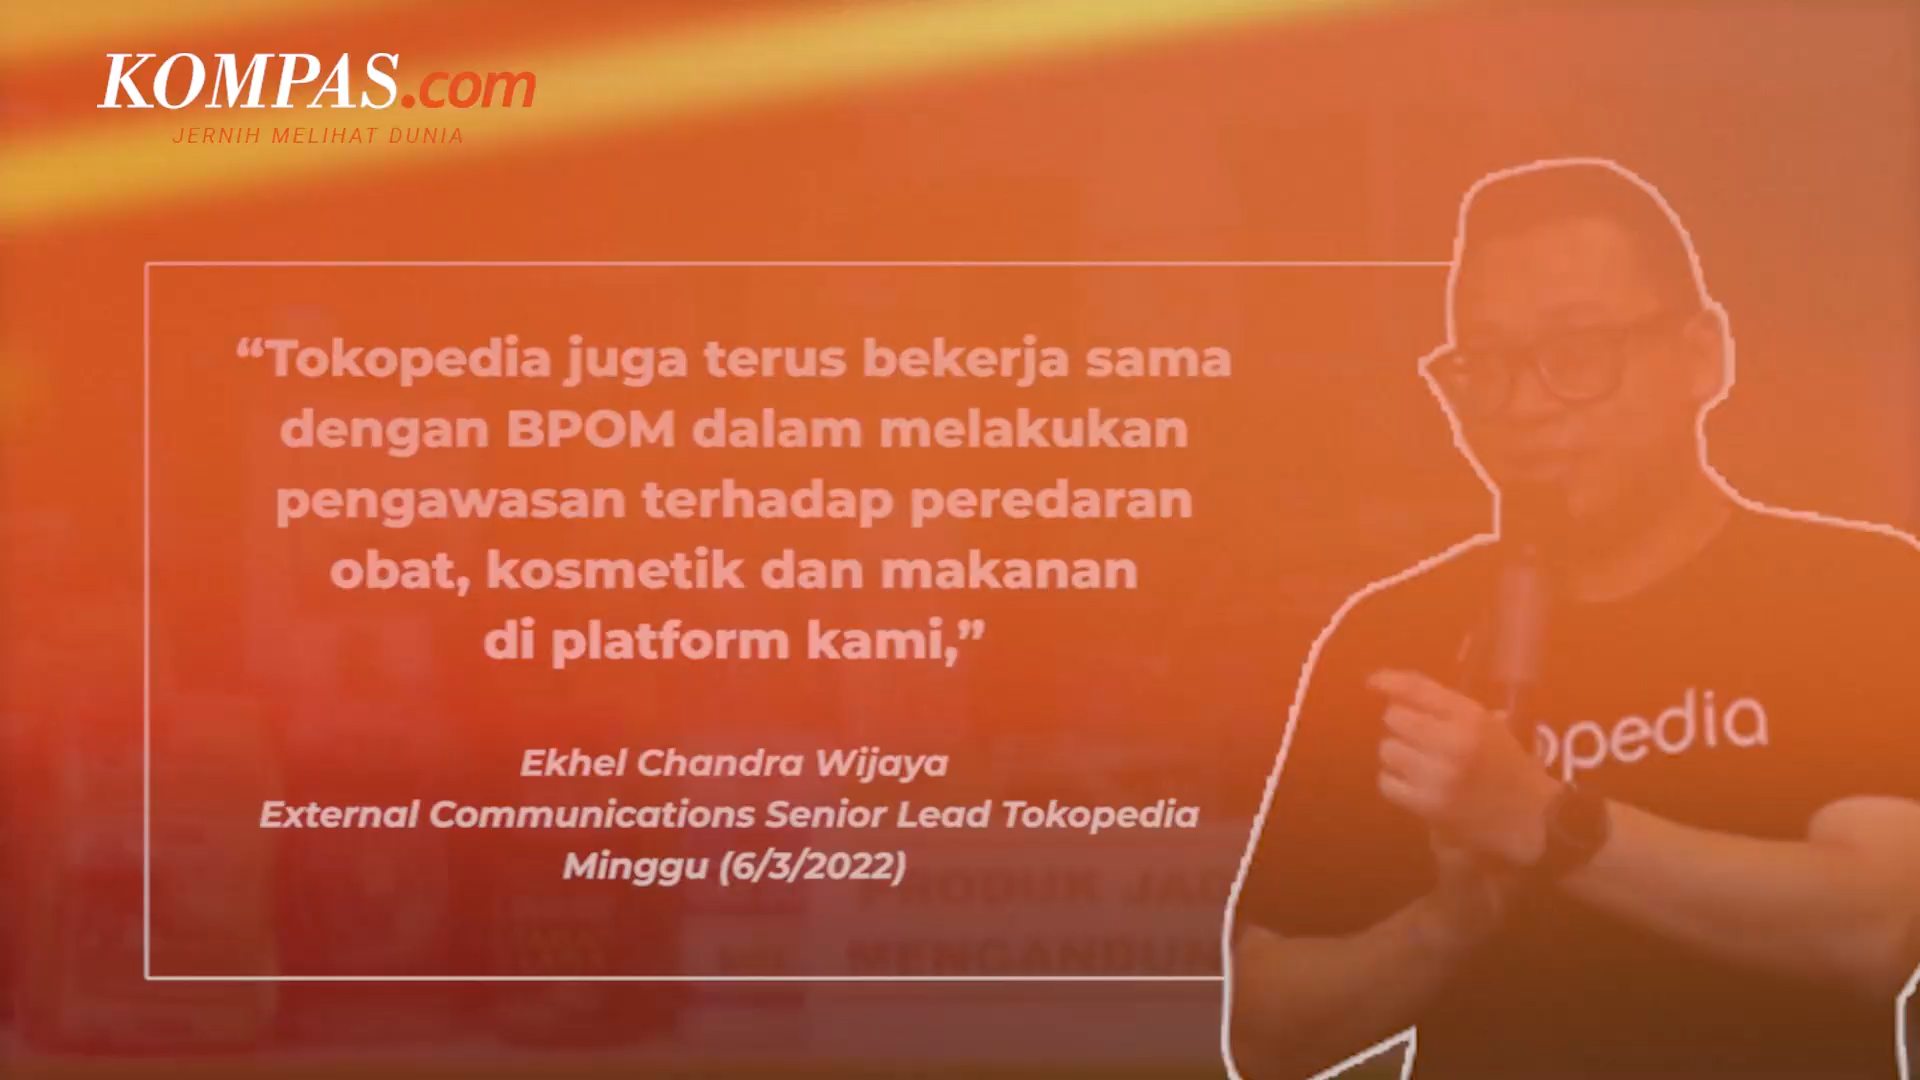 KOMPAS.com
JERNIH MELIHAT DUNIA
“Tokopedia juga terus bekerja sama
dengan BPOM dalam melakukan
pengawasan terhadap peredaran
obat, kosmetik dan makanan
di platform kami,”
Ekhel Chandra Wijaya
External Communications Senior Lead Tokopedia
Minggu (6/3/2022)
opedia
PRODUK